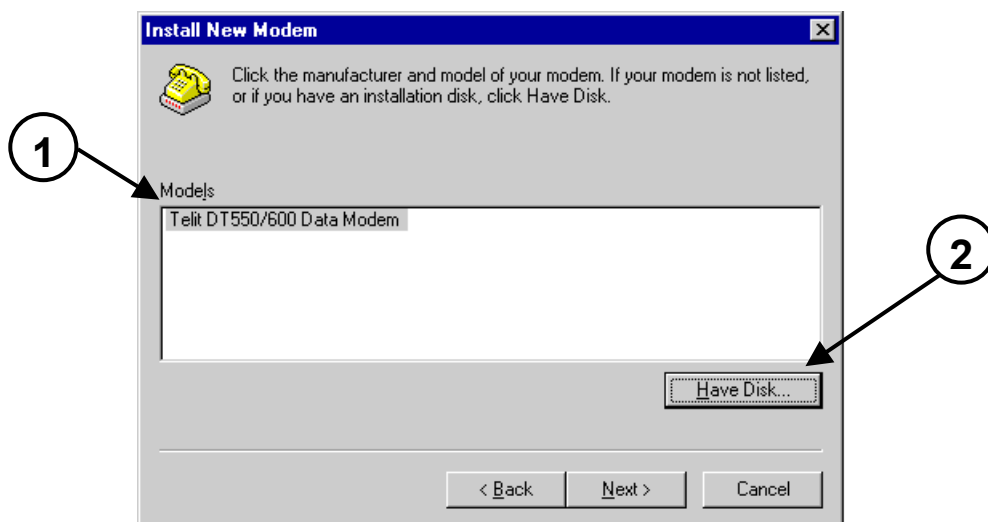 Install New Modem
Click the manufacturer and model of your modem. If your modem is not listed,
or if you have an installation disk, click Have Disk.
1
Models
Telit DT550/600 Data Modem
2
Have Disk...
< Back Next > Cancel